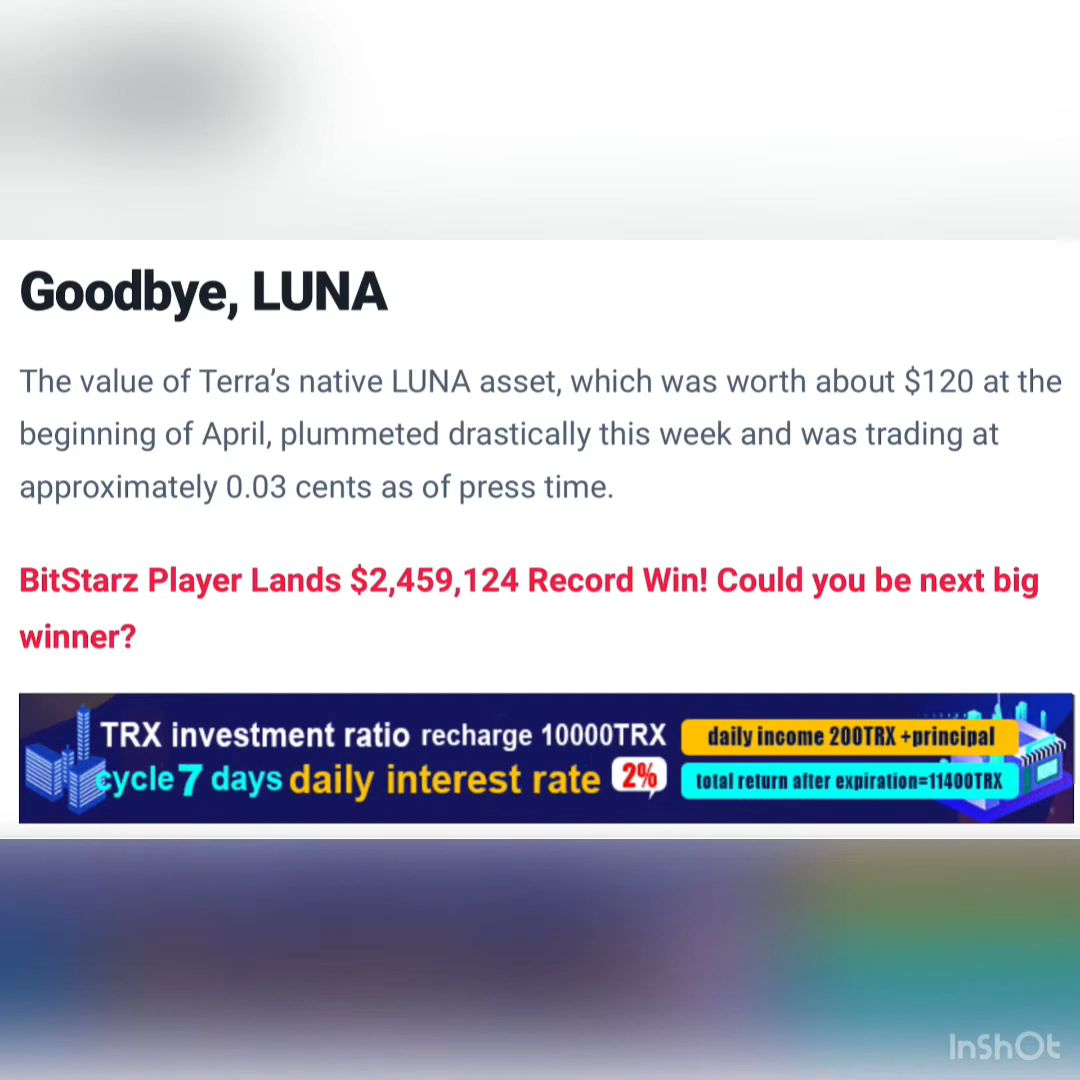 Goodbye, LUNA
The value of Terra’s native LUNA asset, which was worth about $120 at the
beginning of April, plummeted drastically this week and was trading at
approximately 0.03 cents as of press time.
BitStarz Player Lands $2,459,124 Record Win! Could you be next big
winner?
TRX investment ratio recharge 10000TRX
cycle 7 days daily interest rate 2%
daily income 200TRX +principal
total return after expiration=11400TRX
InShOt